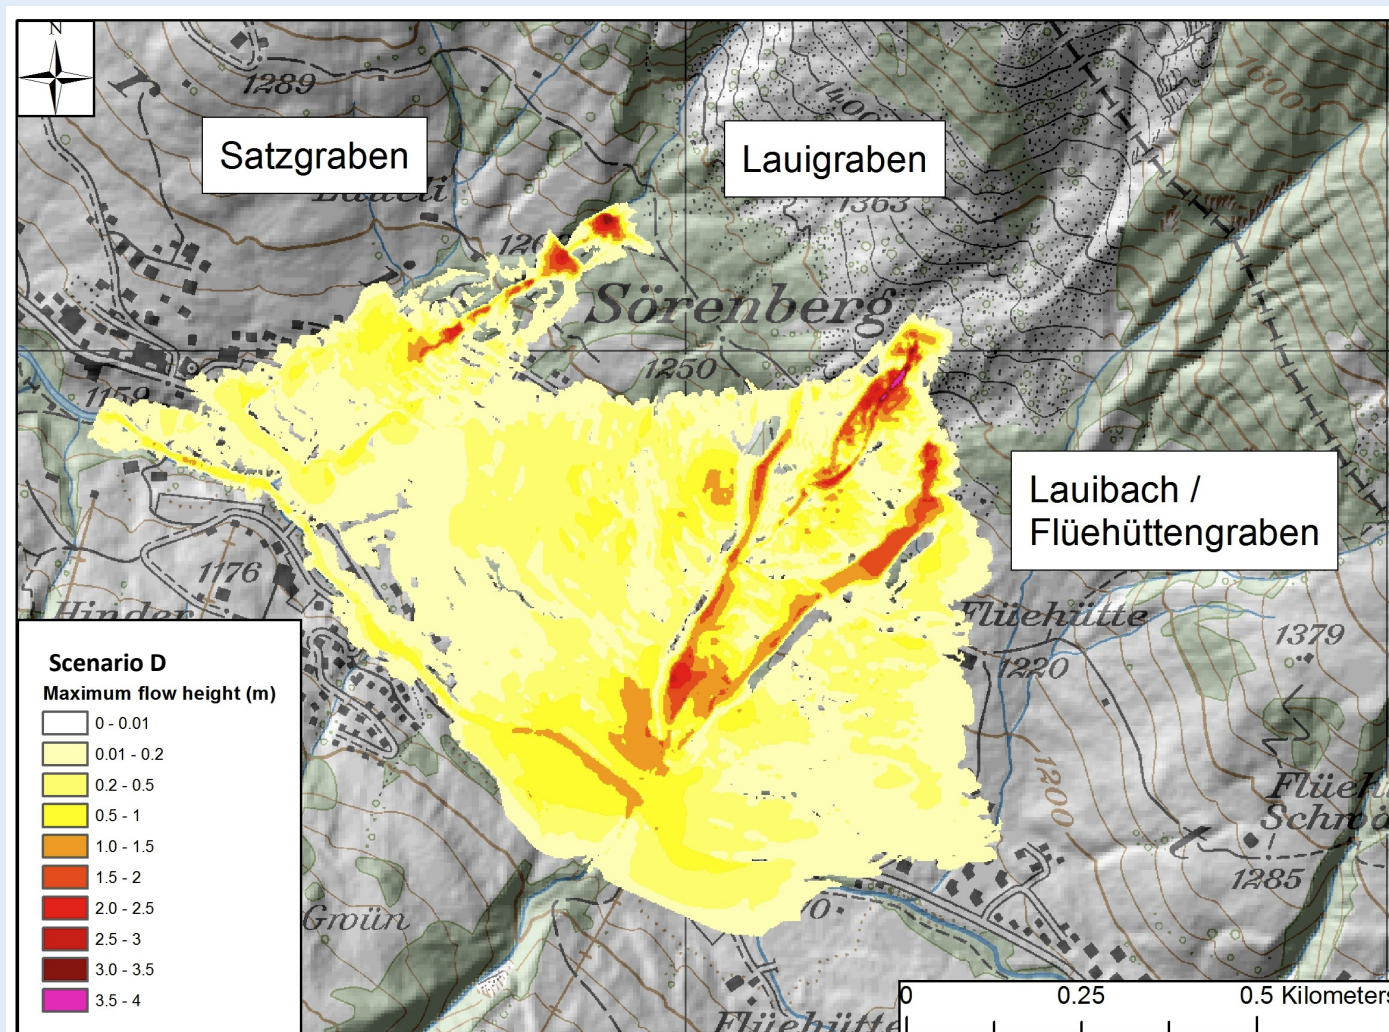 N
1289
1400
1600
Satzgraben
Lauigraben
1363
Sörenberg
1250
1159
Lauibach /
Flüehüttengraben
1176
Hinder
Flüehütte
1220
1379
1200
Scenario D
Maximum flow height (m)
0 - 0.01
0.01 - 0.2
0.2 - 0.5
0.5 - 1
1.0 - 1.5
1.5 - 2
2.0 - 2.5
2.5 - 3
3.0 - 3.5
3.5 - 4
1285
0 0.25 0.5 Kilometers
Flüehütte